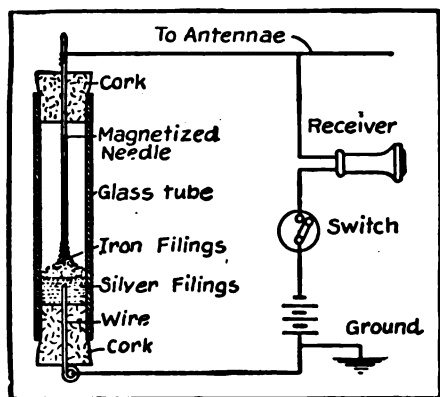 To Antennae
Cork
Magnetized
Needle
Receiver
Glass tube
Switch
Iron Filings
Silver Filings
Wire
Ground
Cork